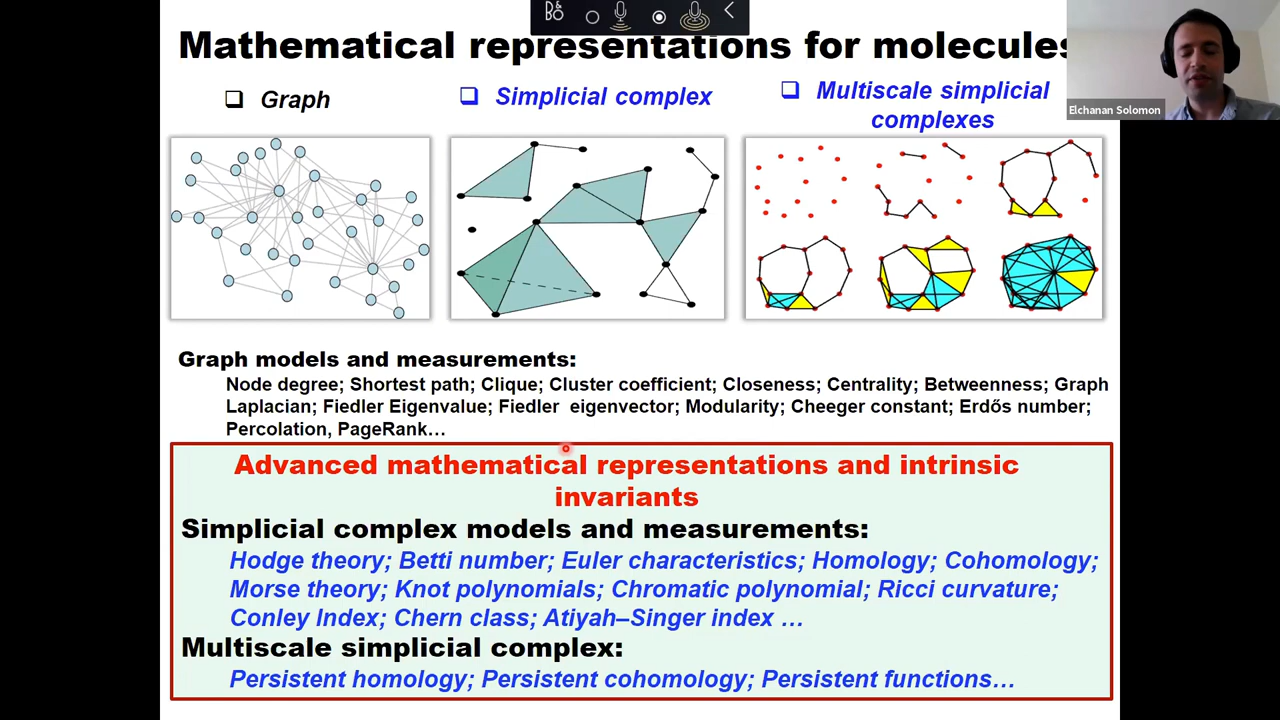 B&O
Mathematical representations for molecules
Elchanan Solomon
❑ Graph
❑ Simplicial complex
❑ Multiscale simplicial
complexes
Graph models and measurements:
Node degree; Shortest path; Clique; Cluster coefficient; Closeness; Centrality; Betweenness; Graph
Laplacian; Fiedler Eigenvalue; Fiedler eigenvector; Modularity; Cheeger constant; Erdős number;
Percolation, PageRank…
Advanced mathematical representations and intrinsic
invariants
Simplicial complex models and measurements:
Hodge theory; Betti number; Euler characteristics; Homology; Cohomology;
Morse theory; Knot polynomials; Chromatic polynomial; Ricci curvature;
Conley Index; Chern class; Atiyah–Singer index …
Multiscale simplicial complex:
Persistent homology; Persistent cohomology; Persistent functions…